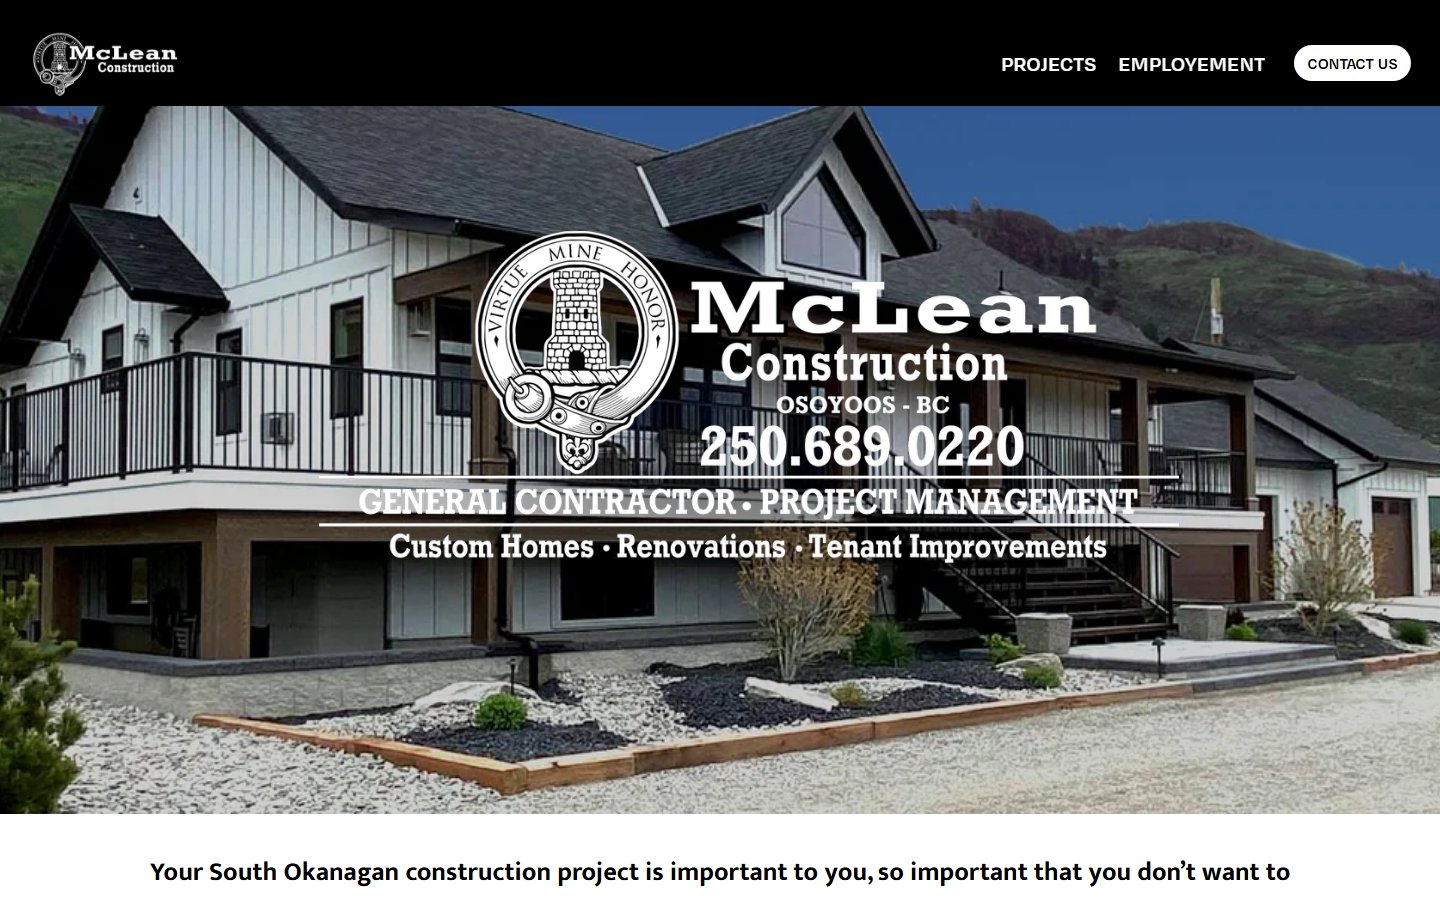 McLean
Construction
PROJECTS
EMPLOYEMENT
CONTACT US
VIRTUE MINE HONOR
McLean
Construction
OSOYOOS - BC
250.689.0220
GENERAL CONTRACTOR · PROJECT MANAGEMENT
Custom Homes · Renovations · Tenant Improvements
Your South Okanagan construction project is important to you, so important that you don’t want to